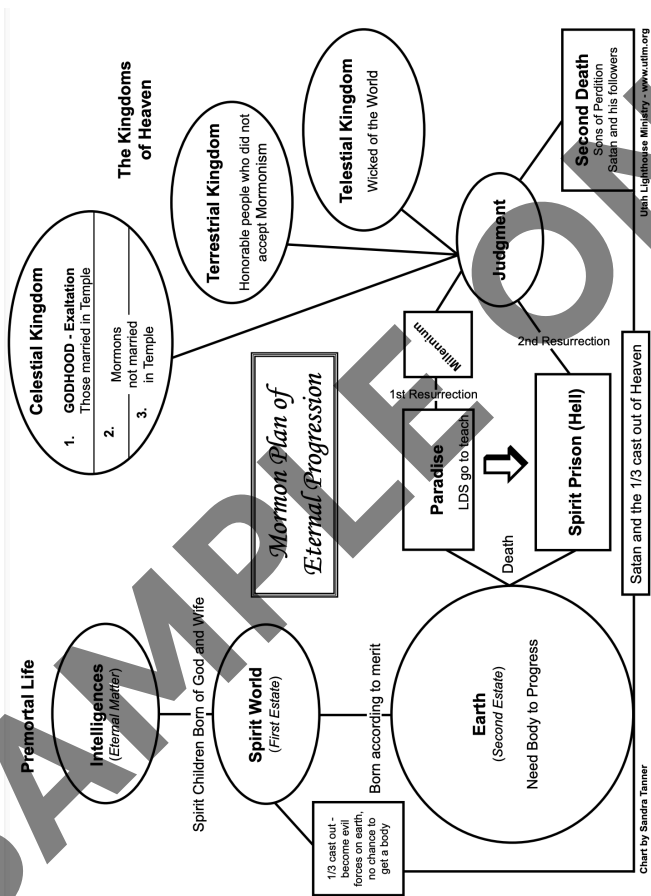 Premortal Life
Intelligences
(Eternal Matter)
Spirit Children Born of God and Wife
Spirit World
(First Estate)
1/3 cast out -
become evil
forces on earth,
no chance to
get a body
Born according to merit
Earth
(Second Estate)
Need Body to Progress
Mormon Plan of
Eternal Progression
Death
Paradise
LDS go to teach
Spirit Prison (Hell)
1st Resurrection
Millennium
2nd Resurrection
Judgment
The Kingdoms
of Heaven
Celestial Kingdom
1. GODHOOD - Exaltation
Those married in Temple
2. Mormons
not married
3. in Temple
Terrestrial Kingdom
Honorable people who did not
accept Mormonism
Telestial Kingdom
Wicked of the World
Second Death
Sons of Perdition
Satan and his followers
Satan and the 1/3 cast out of Heaven
Chart by Sandra Tanner
Utah Lighthouse Ministry - www.utlm.org